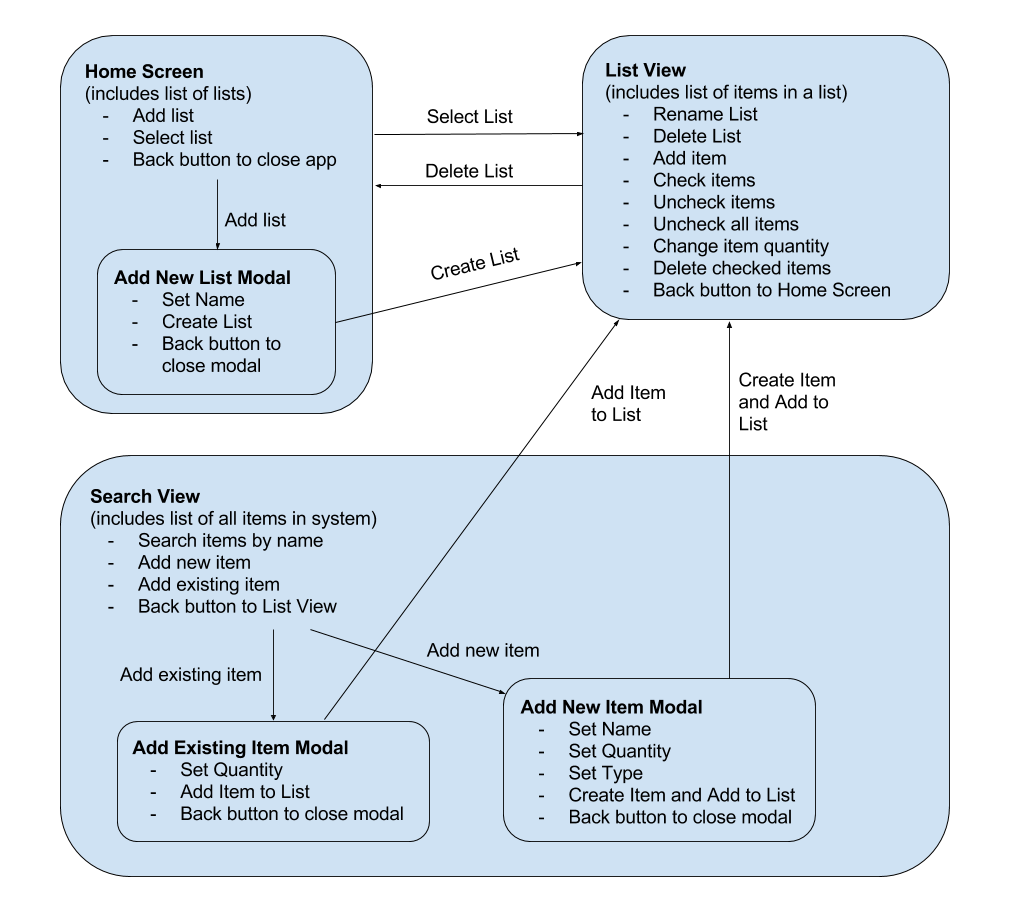 Home Screen
(includes list of lists)
- Add list
- Select list
- Back button to close app
Add list
Add New List Modal
- Set Name
- Create List
- Back button to
close modal
Select List
Delete List
Create List
List View
(includes list of items in a list)
- Rename List
- Delete List
- Add item
- Check items
- Uncheck items
- Uncheck all items
- Change item quantity
- Delete checked items
- Back button to Home Screen
Add Item
to List
Create Item
and Add to
List
Search View
(includes list of all items in system)
- Search items by name
- Add new item
- Add existing item
- Back button to List View
Add existing item
Add new item
Add Existing Item Modal
- Set Quantity
- Add Item to List
- Back button to close modal
Add New Item Modal
- Set Name
- Set Quantity
- Set Type
- Create Item and Add to List
- Back button to close modal